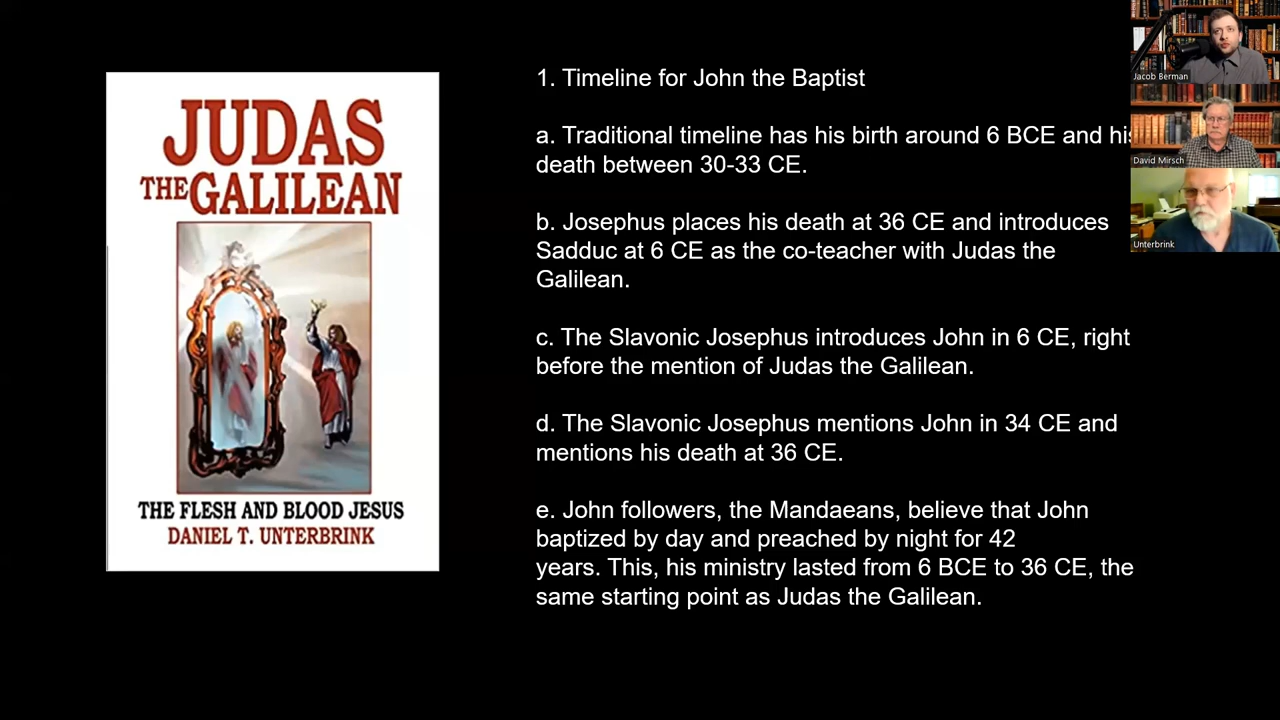 JUDAS
THE GALILEAN
THE FLESH AND BLOOD JESUS
DANIEL T. UNTERBRINK
1. Timeline for John the Baptist
a. Traditional timeline has his birth around 6 BCE and his
death between 30-33 CE.
b. Josephus places his death at 36 CE and introduces
Sadduc at 6 CE as the co-teacher with Judas the
Galilean.
c. The Slavonic Josephus introduces John in 6 CE, right
before the mention of Judas the Galilean.
d. The Slavonic Josephus mentions John in 34 CE and
mentions his death at 36 CE.
e. John followers, the Mandaeans, believe that John
baptized by day and preached by night for 42
years. This, his ministry lasted from 6 BCE to 36 CE, the
same starting point as Judas the Galilean.
Jacob Berman
David Mirsch
Unterbrink